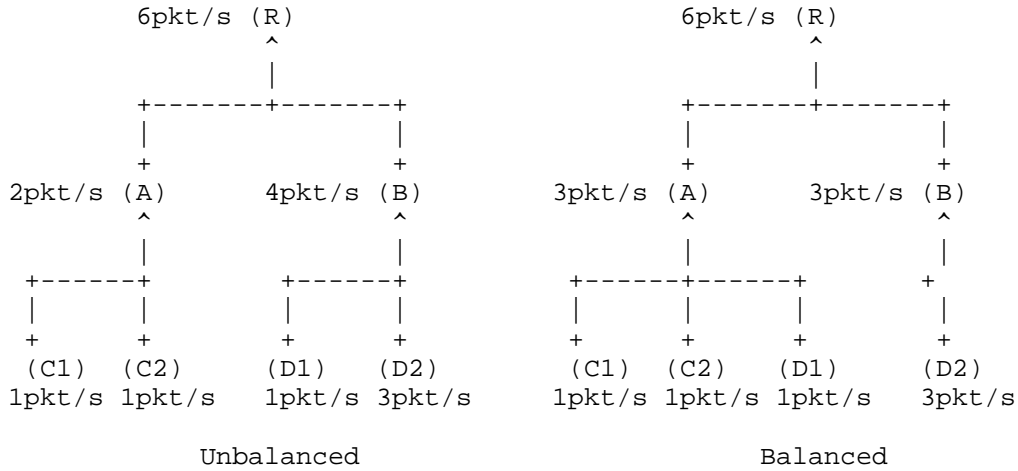 6pkt/s (R)                     6pkt/s (R)
2pkt/s (A)       4pkt/s (B)       3pkt/s (A)       3pkt/s (B)
(C1)   (C2)     (D1)   (D2)     (C1)   (C2)   (D1)     (D2)
1pkt/s 1pkt/s   1pkt/s 3pkt/s   1pkt/s 1pkt/s 1pkt/s   3pkt/s
Unbalanced                     Balanced